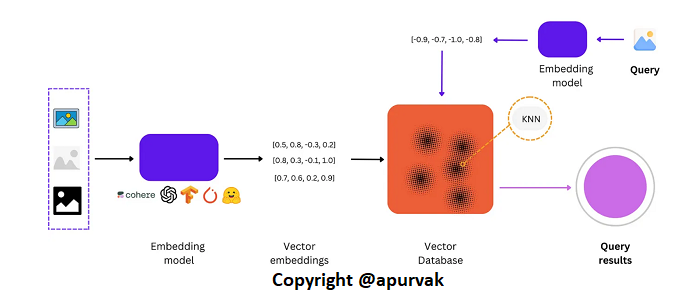 [-0.9, -0.7, -1.0, -0.8]
Embedding
model
Query
KNN
[0.5, 0.8, -0.3, 0.2]
[0.8, 0.3, -0.1, 1.0]
[0.7, 0.6, 0.2, 0.9]
cohere
Embedding
model
Vector
embeddings
Vector
Database
Query
results
Copyright @apurvak